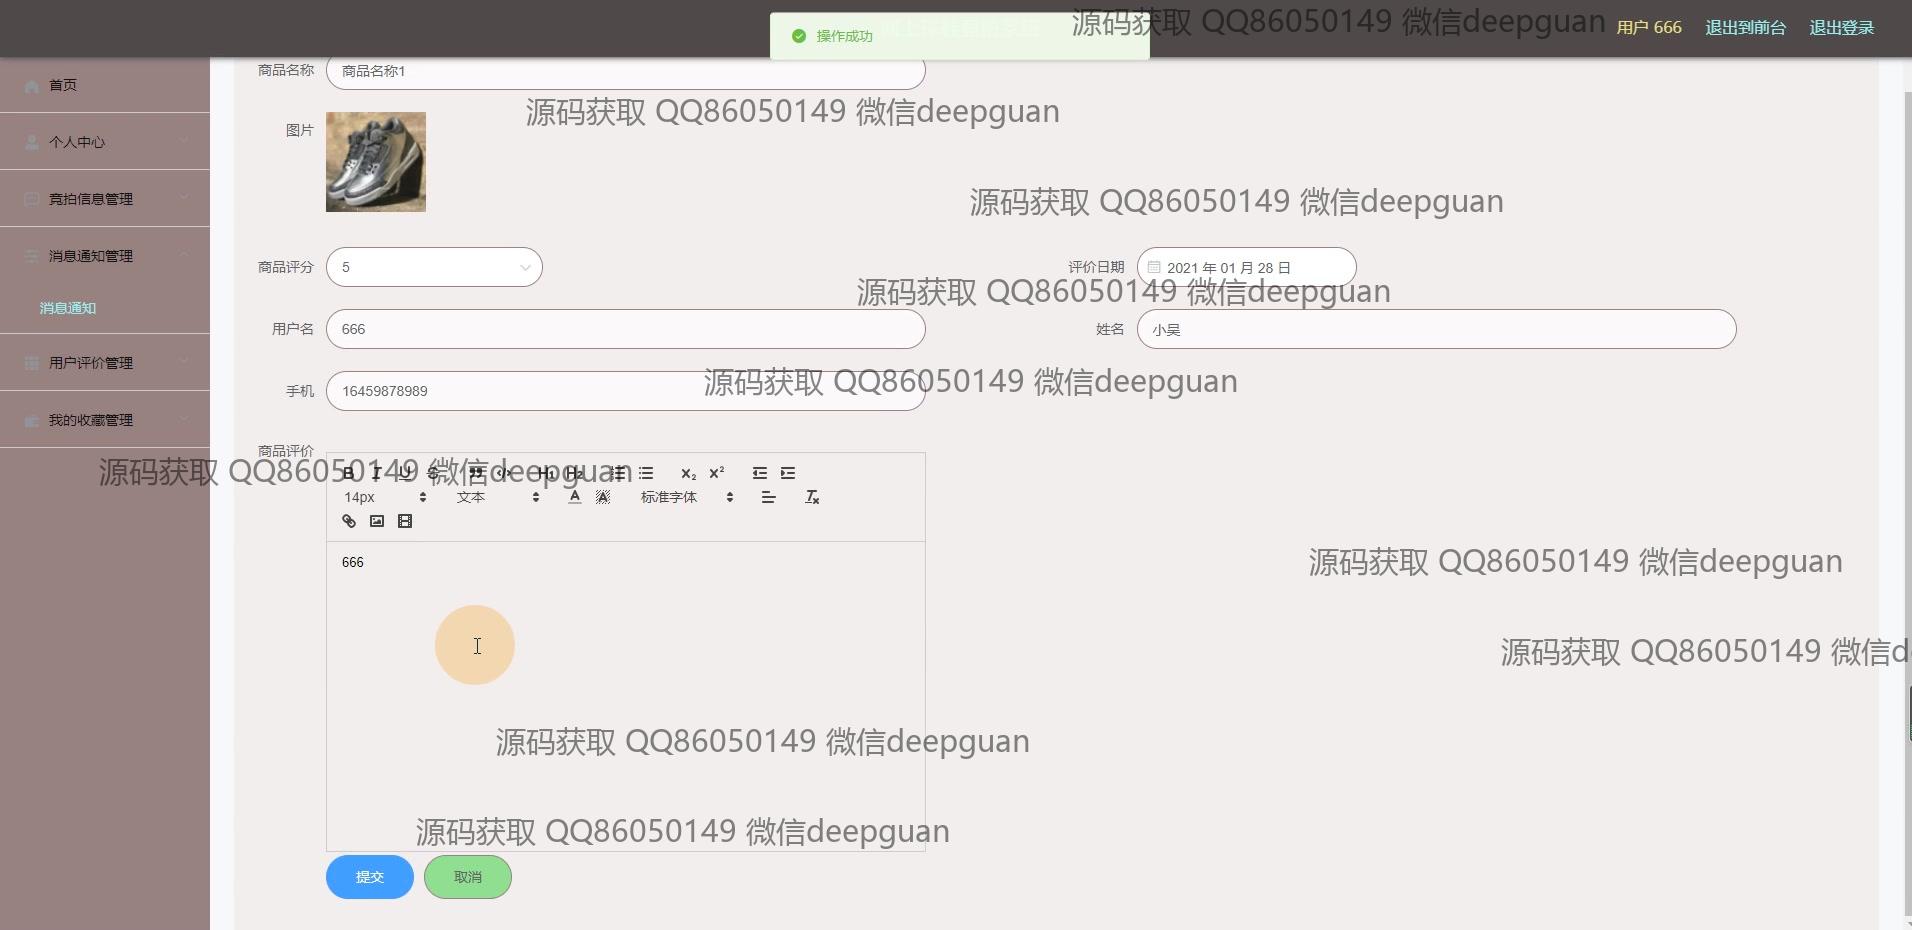 操作成功
源码获取 QQ86050149 微信deepguan
用户 666
退出到前台
退出登录
首页
个人中心
竞拍信息管理
消息通知管理
消息通知
用户评价管理
我的收藏管理
商品名称
商品名称1
源码获取 QQ86050149 微信deepguan
图片
源码获取 QQ86050149 微信deepguan
商品评分
5
评价日期
2021 年 01 月 28 日
源码获取 QQ86050149 微信deepguan
用户名
666
姓名
小吴
手机
16459878989
源码获取 QQ86050149 微信deepguan
商品评价
源码获取 QQ86050149 微信deepguan
14px
文本
标准字体
666
源码获取 QQ86050149 微信deepguan
源码获取 QQ86050149 微信d
源码获取 QQ86050149 微信deepguan
源码获取 QQ86050149 微信deepguan
提交
取消